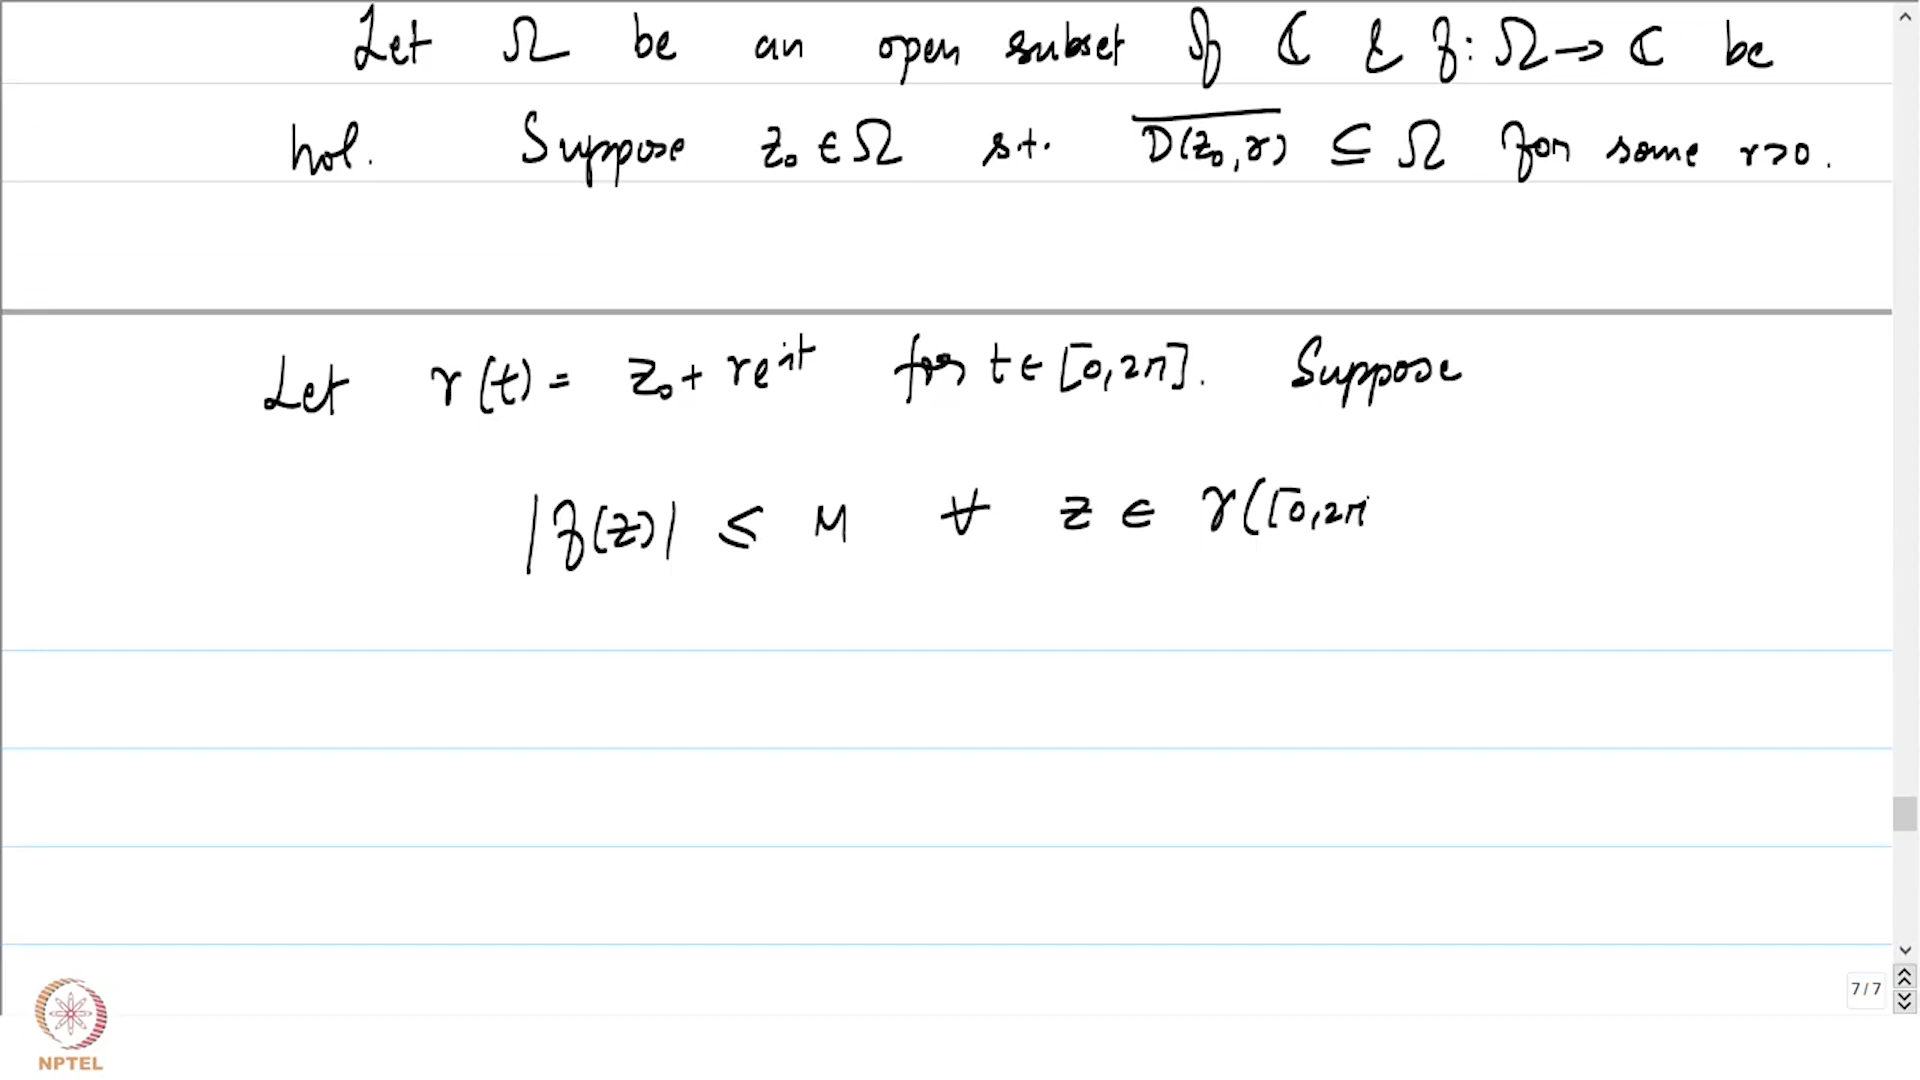 Let Ω be an open subset of ℂ & f: Ω → ℂ be
hol. Suppose z₀ ∈ Ω s.t. \overline{D(z₀, r)} ⊆ Ω for some r>0.
Let γ(t) = z₀ + re^{it} for t ∈ [0, 2π]. Suppose
|f(z)| ≤ M ∀ z ∈ γ([0, 2π
7/7
NPTEL